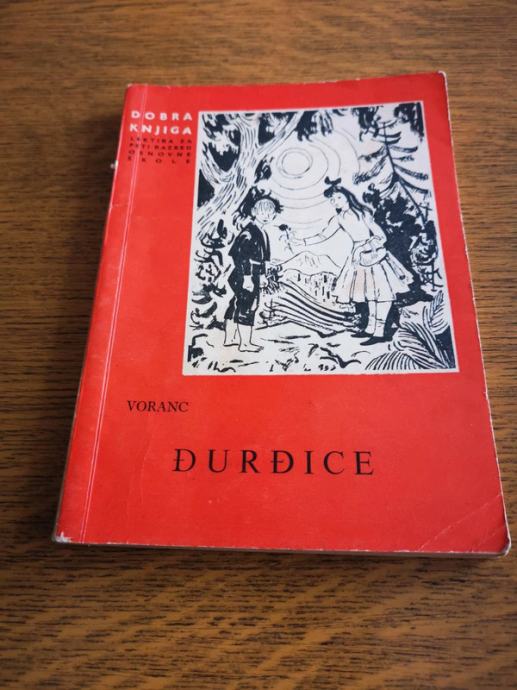 DOBRA
KNJIGA
LEKTIRA ZA
PETI RAZRED
OSNOVNE
ŠKOLE
VORANC
ĐURĐICE